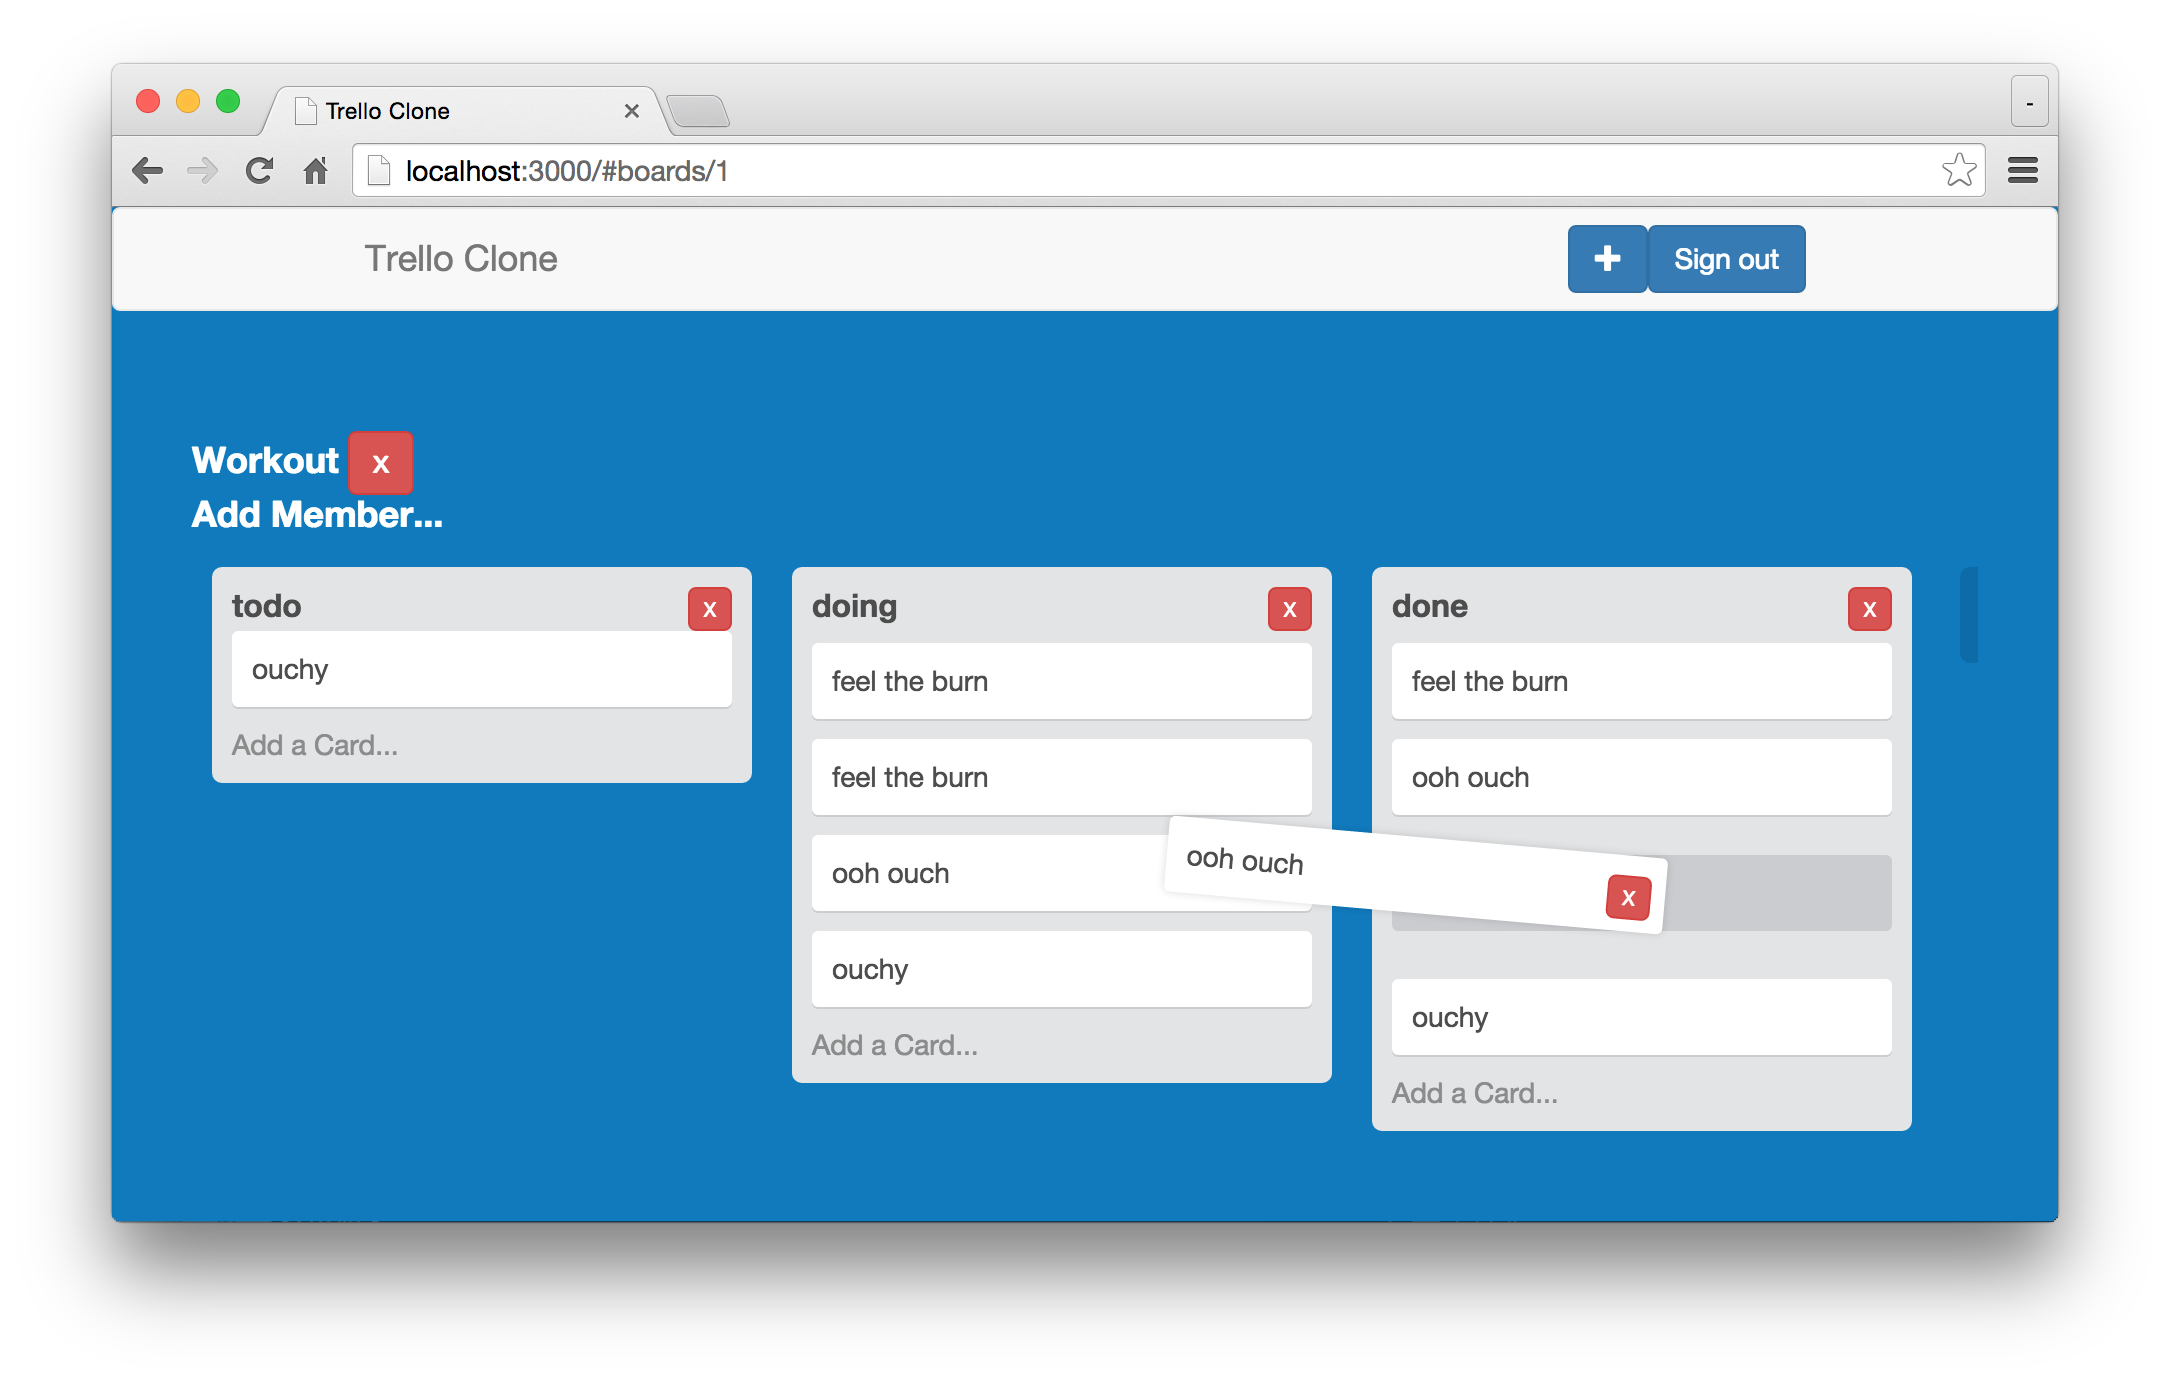 Trello Clone
localhost:3000/#boards/1
Trello Clone
Sign out
Workout x
Add Member...
todo x
ouchy
Add a Card...
doing x
feel the burn
feel the burn
ooh ouch
ouchy
Add a Card...
done x
feel the burn
ooh ouch
ooh ouch x
ouchy
Add a Card...